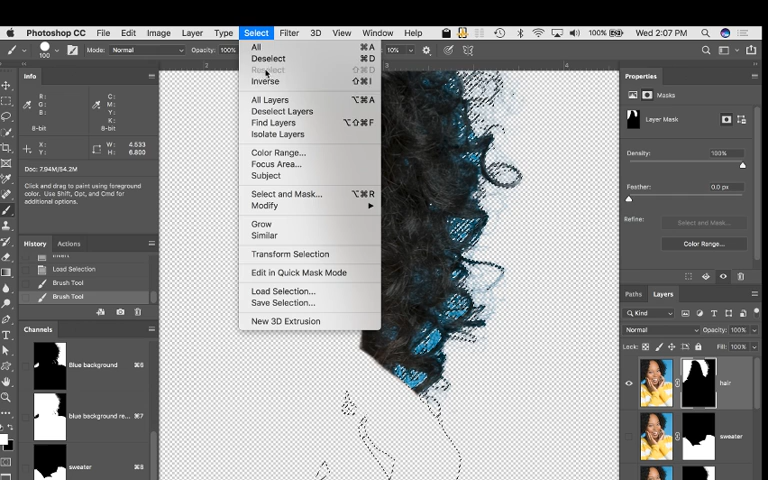 Photoshop CC File Edit Image Layer Type Select Filter 3D View Window Help 100% Wed 2:07 PM
100 Mode: Normal Opacity: 100% 10%
Info
R:
G:
B:
8-bit
C:
M:
Y:
K:
8-bit
X:
Y:
W: 4.533
H: 6.800
Doc: 7.94M/54.2M
Click and drag to paint using foreground
color. Use Shift, Opt, and Cmd for
additional options.
History Actions
Load Selection
Brush Tool
Brush Tool
Channels
Blue background ⌘6
blue background re... ⌘7
sweater ⌘8
All ⌘A
Deselect ⌘D
Reselect ⇧⌘D
Inverse ⇧⌘I
All Layers ⌥⌘A
Deselect Layers
Find Layers ⌥⇧⌘F
Isolate Layers
Color Range...
Focus Area...
Subject
Select and Mask... ⌥⌘R
Modify
Grow
Similar
Transform Selection
Edit in Quick Mask Mode
Load Selection...
Save Selection...
New 3D Extrusion
3 3 4
Properties
Masks
Layer Mask
Density: 100%
Feather: 0.0 px
Refine: Select and Mask...
Color Range...
Paths Layers
Kind
Normal Opacity: 100%
Lock: Fill: 100%
hair
sweater